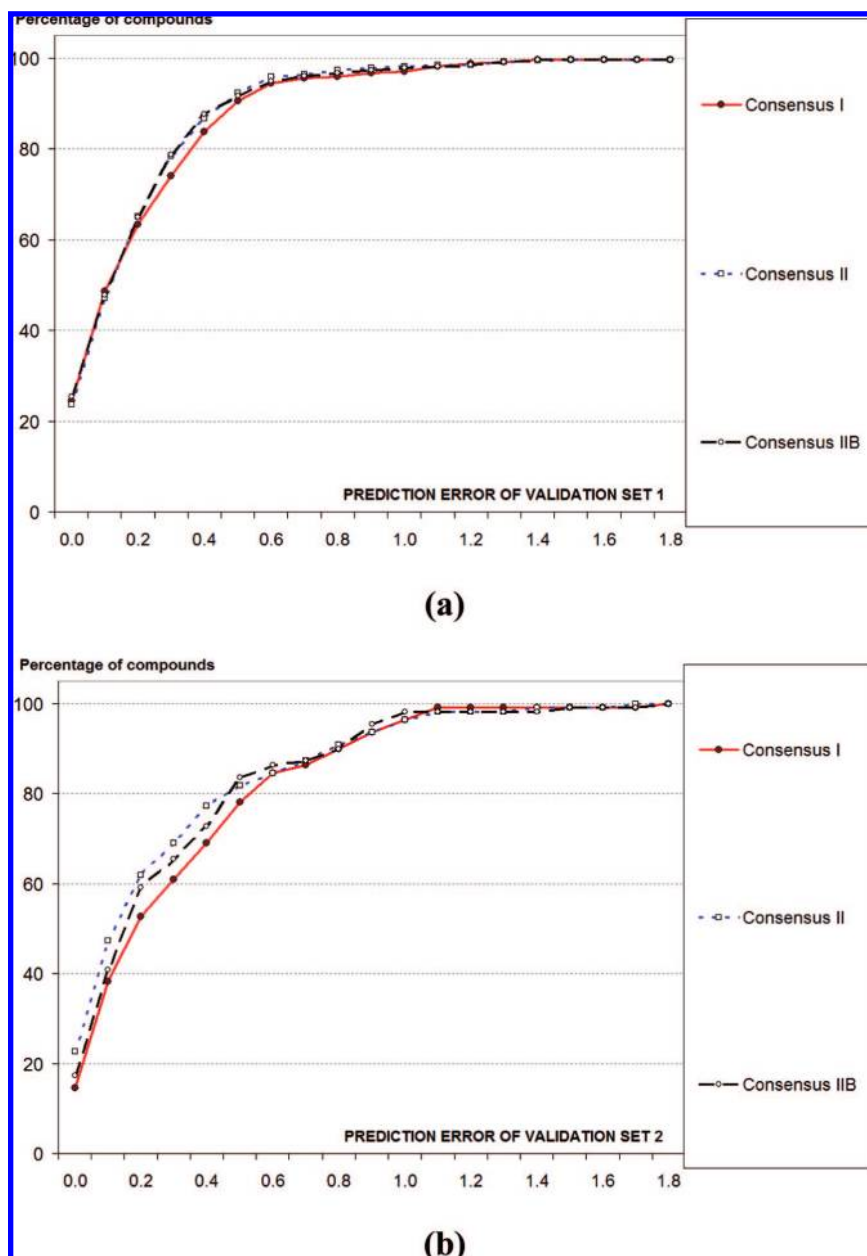 Percentage of compounds
100
80
60
40
20
0
0.0 0.2 0.4 0.6 0.8 1.0 1.2 1.4 1.6 1.8
PREDICTION ERROR OF VALIDATION SET 1
Consensus I
Consensus II
Consensus IIB
(a)
Percentage of compounds
100
80
60
40
20
0
0.0 0.2 0.4 0.6 0.8 1.0 1.2 1.4 1.6 1.8
PREDICTION ERROR OF VALIDATION SET 2
Consensus I
Consensus II
Consensus IIB
(b)